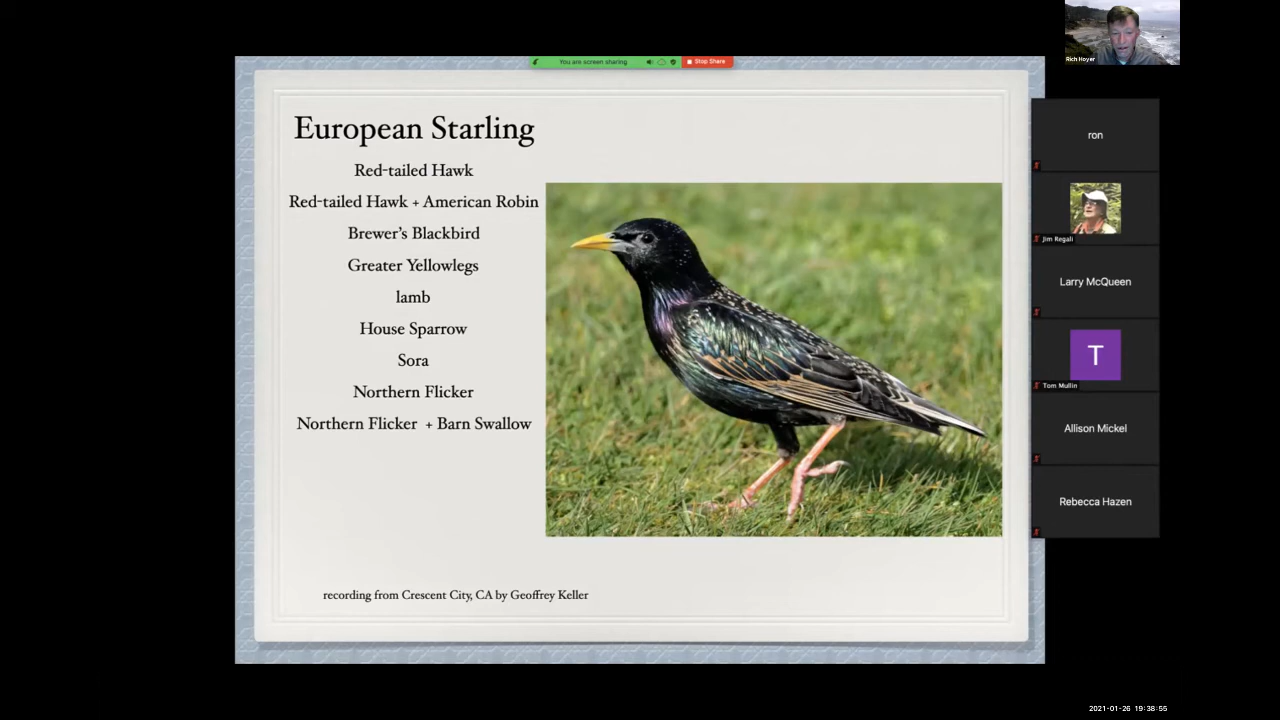 You are screen sharing
Stop Share
Rich Hoyer
European Starling
Red-tailed Hawk
Red-tailed Hawk + American Robin
Brewer's Blackbird
Greater Yellowlegs
lamb
House Sparrow
Sora
Northern Flicker
Northern Flicker + Barn Swallow
recording from Crescent City, CA by Geoffrey Keller
ron
Jim Regali
Larry McQueen
T
Tom Mullin
Allison Mickel
Rebecca Hazen
2021-01-26 19:38:55